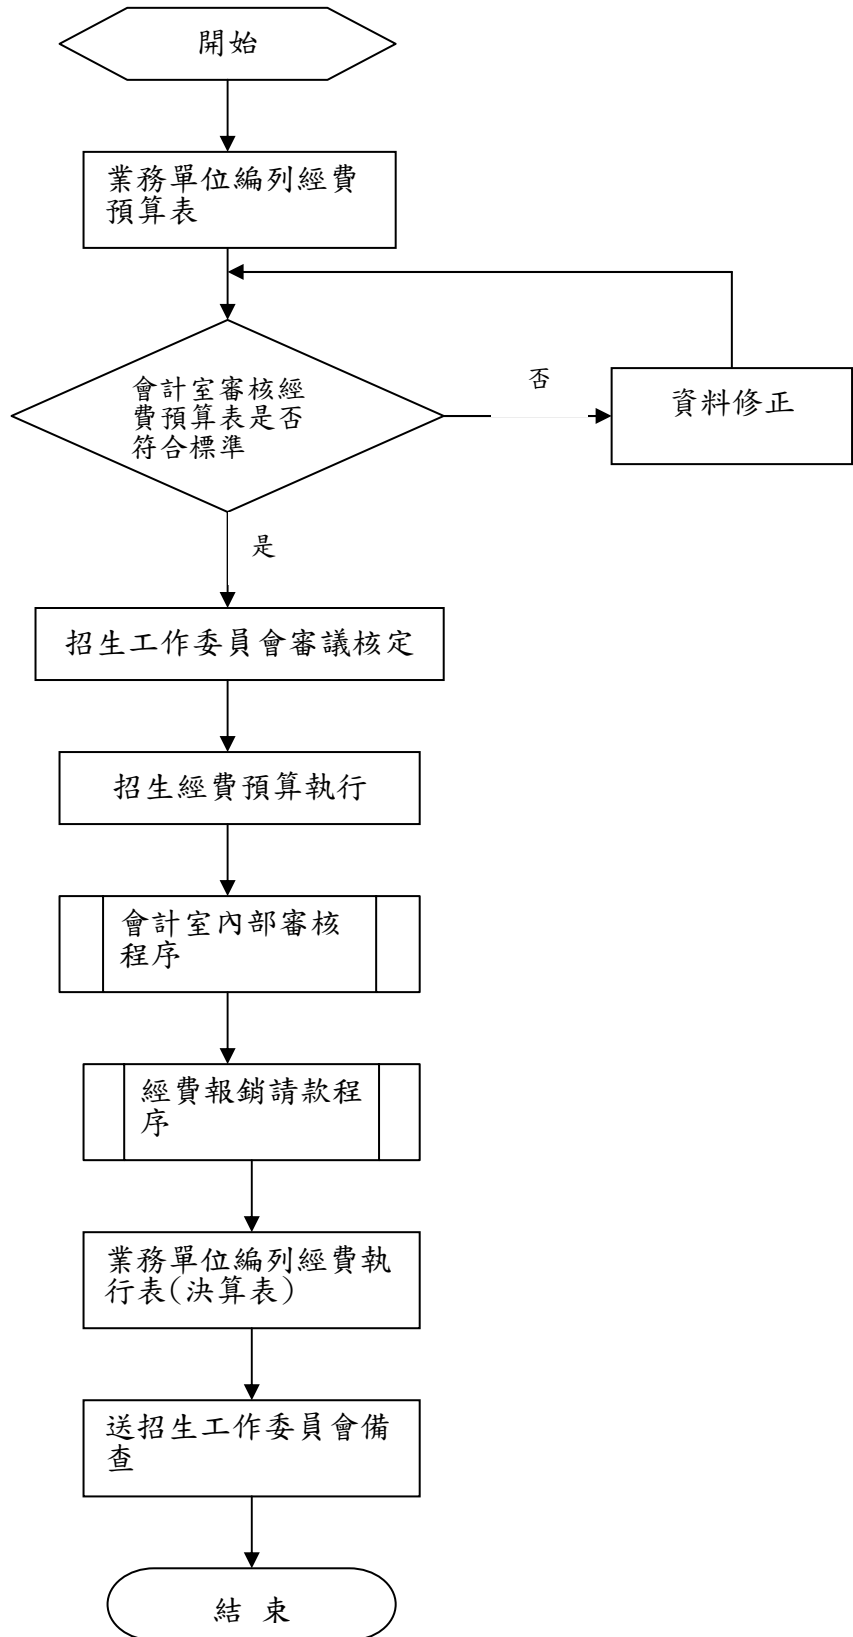 開始
業務單位編列經費
預算表
會計室審核經
費預算表是否
符合標準
否
資料修正
是
招生工作委員會審議核定
招生經費預算執行
會計室內部審核
程序
經費報銷請款程
序
業務單位編列經費執
行表(決算表)
送招生工作委員會備
查
結 束